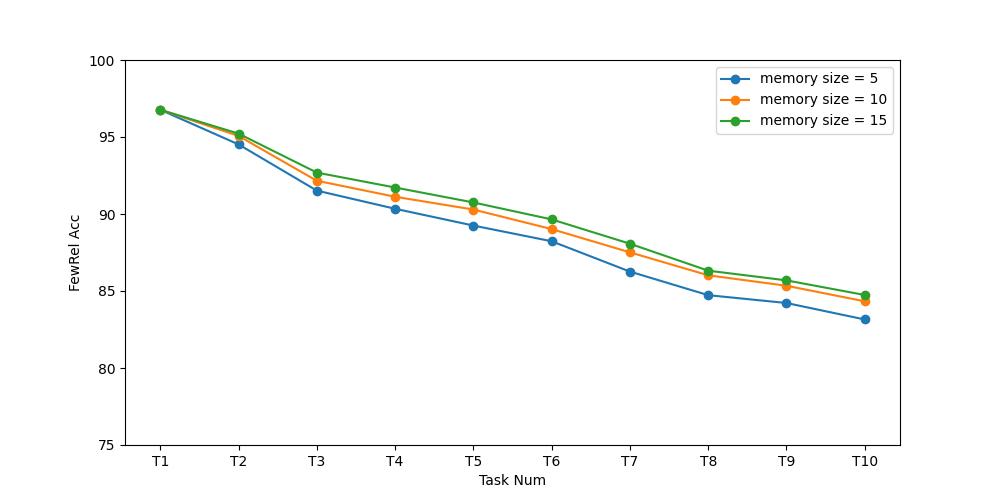 100
95
90
85
80
75
FewRel Acc
memory size = 5
memory size = 10
memory size = 15
T1 T2 T3 T4 T5 T6 T7 T8 T9 T10
Task Num